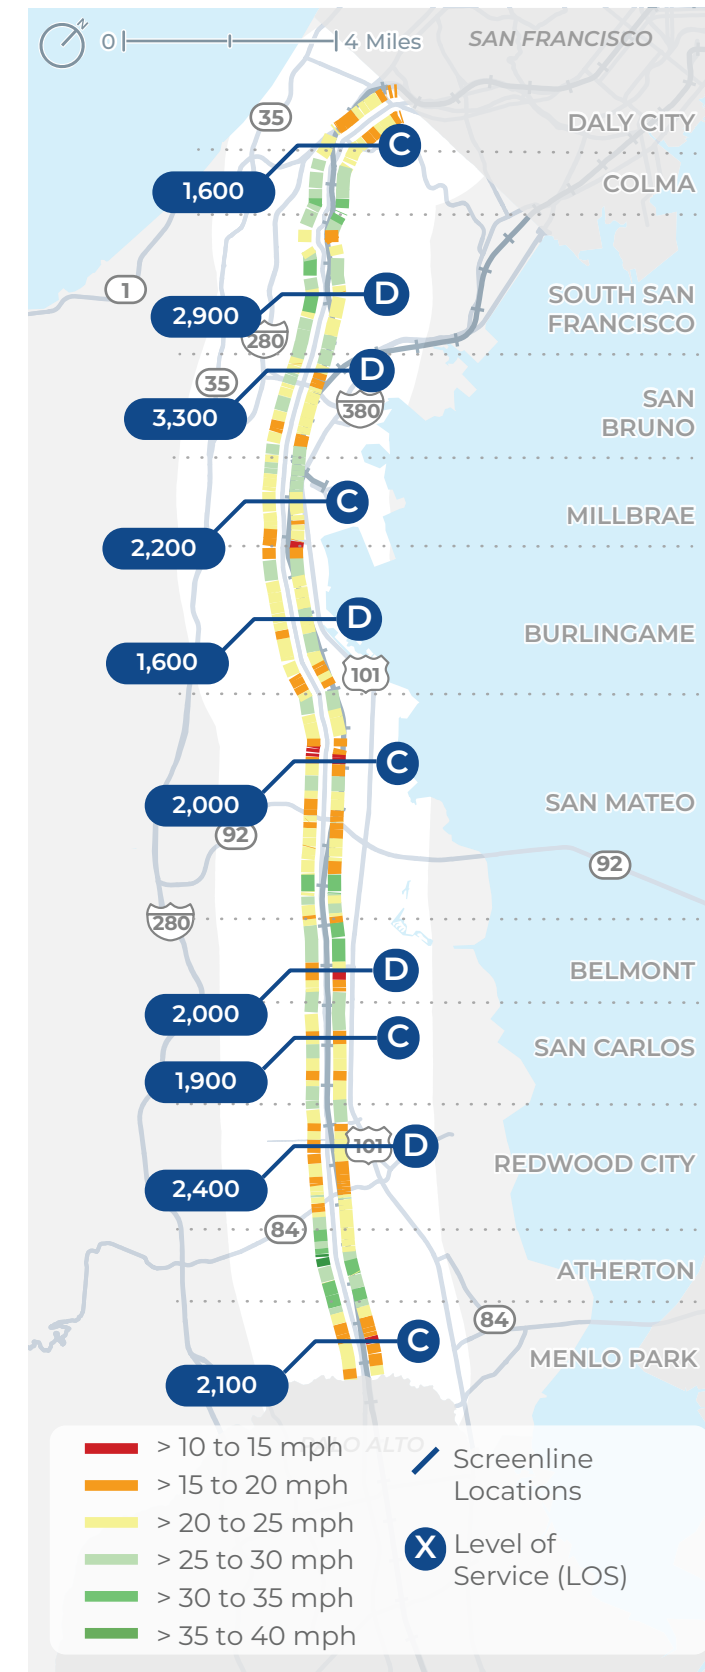 N
0
4 Miles
SAN FRANCISCO
35
DALY CITY
C
1,600
COLMA
1
D
2,900
SOUTH SAN
FRANCISCO
280
D
35
3,300
380
SAN
BRUNO
C
2,200
MILLBRAE
D
1,600
BURLINGAME
101
C
2,000
SAN MATEO
92
92
280
D
2,000
BELMONT
C
1,900
SAN CARLOS
101
D
2,400
REDWOOD CITY
84
ATHERTON
84
C
2,100
MENLO PARK
PALO ALTO
> 10 to 15 mph
> 15 to 20 mph
> 20 to 25 mph
> 25 to 30 mph
> 30 to 35 mph
> 35 to 40 mph
Screenline
Locations
X
Level of
Service (LOS)